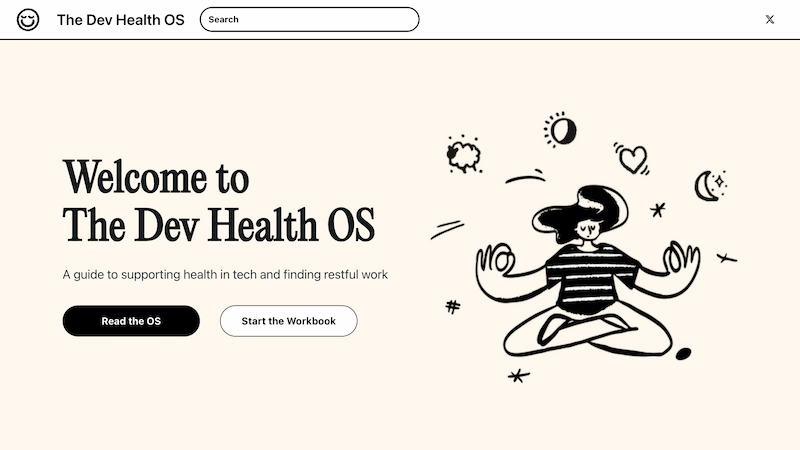 The Dev Health OS
Search
Welcome to
The Dev Health OS
A guide to supporting health in tech and finding restful work
Read the OS
Start the Workbook